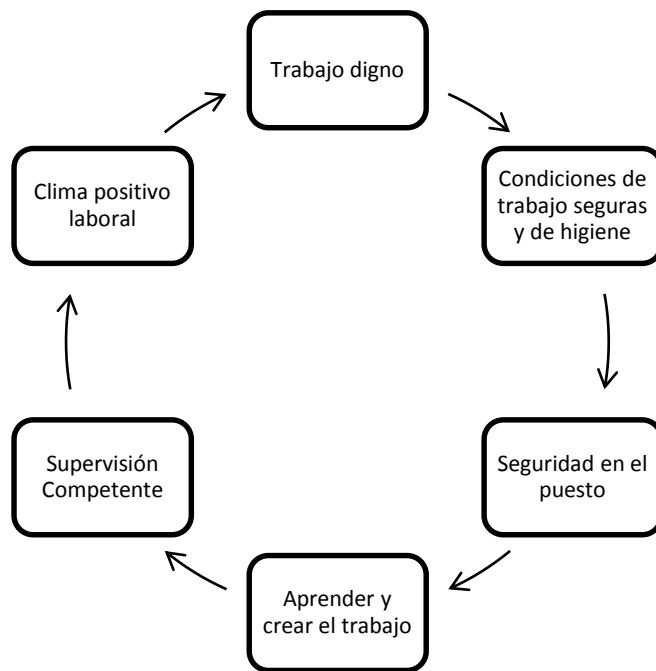 Trabajo digno
Condiciones de
trabajo seguras
y de higiene
Seguridad en el
puesto
Aprender y
crear el trabajo
Supervisión
Competente
Clima positivo
laboral